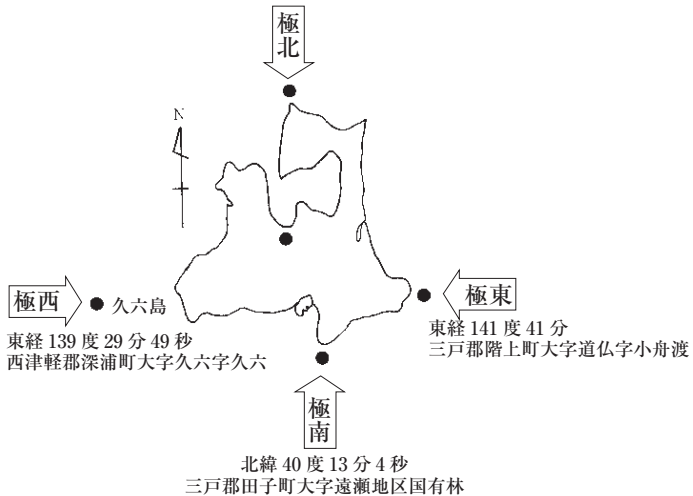 極北
N
極西
久六島
東経 139 度 29 分 49 秒
西津軽郡深浦町大字久六字久六
極東
東経 141 度 41 分
三戸郡階上町大字道仏字小舟渡
極南
北緯 40 度 13 分 4 秒
三戸郡田子町大字遠瀬地区国有林